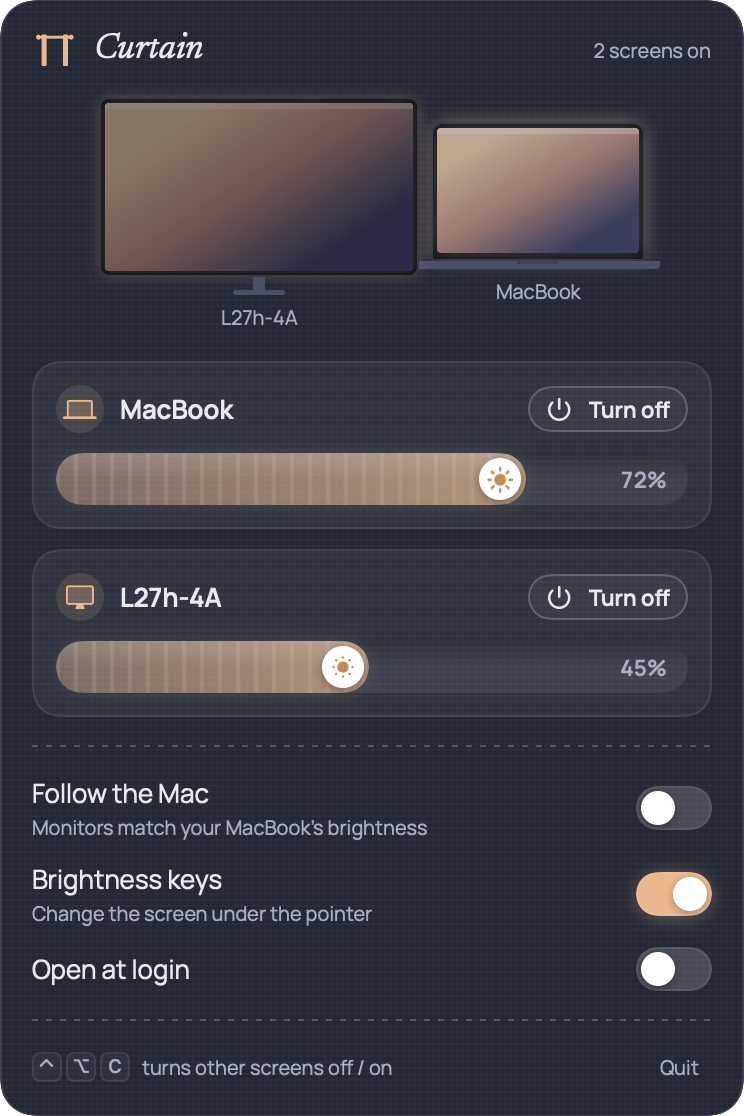 Curtain
2 screens on
L27h-4A
MacBook
MacBook
Turn off
72%
L27h-4A
Turn off
45%
Follow the Mac
Monitors match your MacBook's brightness
Brightness keys
Change the screen under the pointer
Open at login
^ ⌥ C turns other screens off / on
Quit